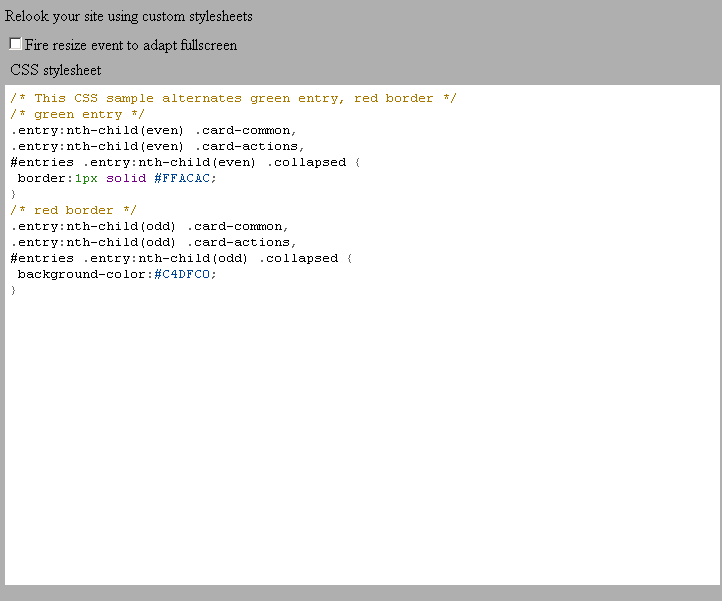 Relook your site using custom stylesheets
Fire resize event to adapt fullscreen
CSS stylesheet
/* This CSS sample alternates green entry, red border */
/* green entry */
.entry:nth-child(even) .card-common,
.entry:nth-child(even) .card-actions,
#entries .entry:nth-child(even) .collapsed {
 border:1px solid #FFACAC;
}
/* red border */
.entry:nth-child(odd) .card-common,
.entry:nth-child(odd) .card-actions,
#entries .entry:nth-child(odd) .collapsed {
 background-color:#C4DFC0;
}